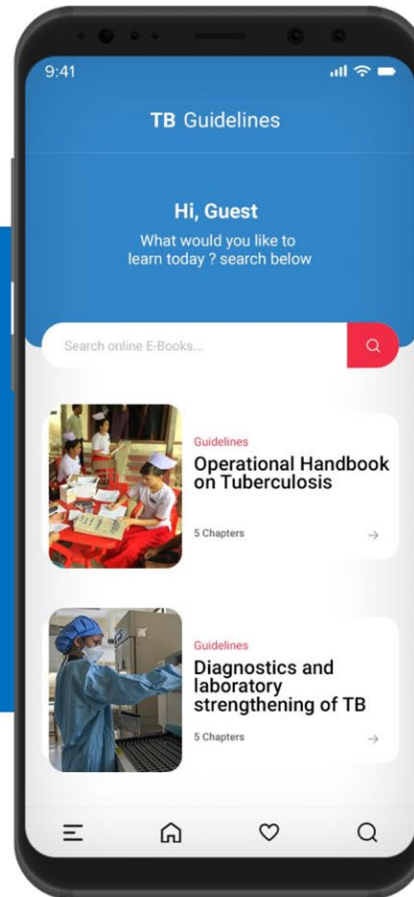 9:41
TB Guidelines
Hi, Guest
What would you like to
learn today ? search below
Search online E-Books...
Guidelines
Operational Handbook
on Tuberculosis
5 Chapters
Guidelines
Diagnostics and
laboratory
strengthening of TB
5 Chapters